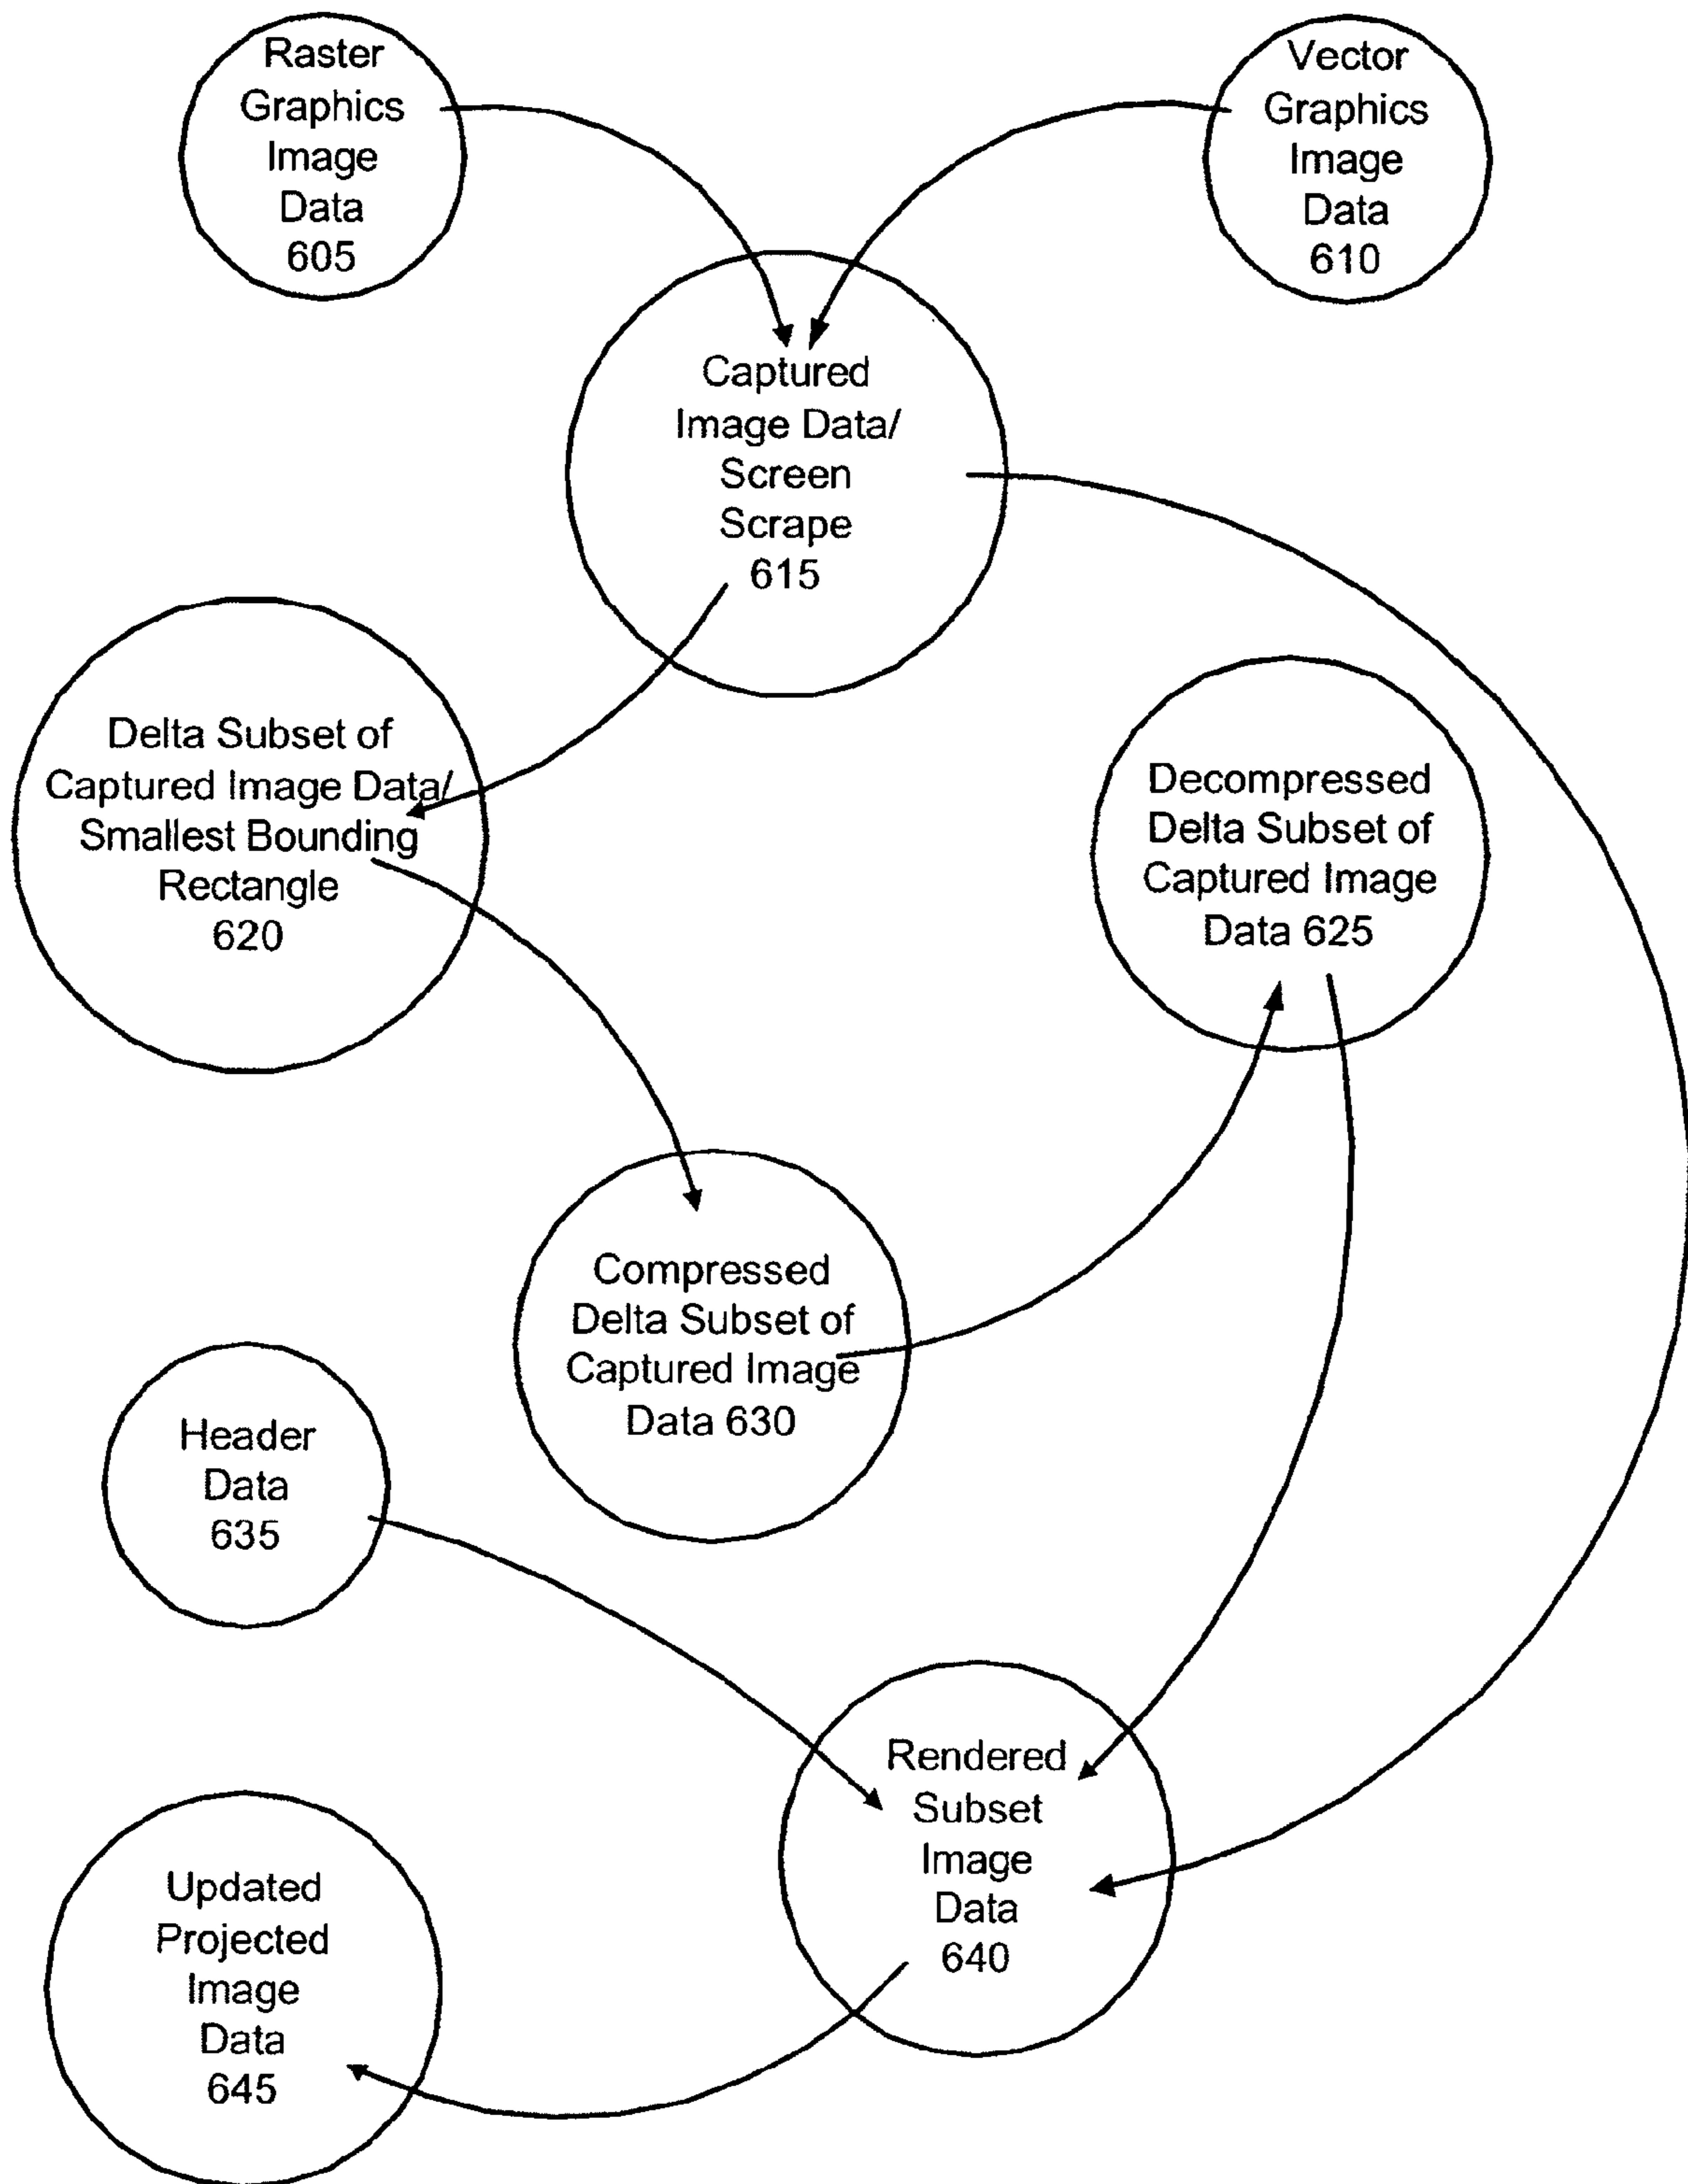 Raster
Graphics
Image
Data
605
Vector
Graphics
Image
Data
610
Captured
Image Data/
Screen
Scrape
615
Delta Subset of
Captured Image Data/
Smallest Bounding
Rectangle
620
Decompressed
Delta Subset of
Captured Image
Data 625
Compressed
Delta Subset of
Captured Image
Data 630
Header
Data
635
Rendered
Subset
Image
Data
640
Updated
Projected
Image
Data
645